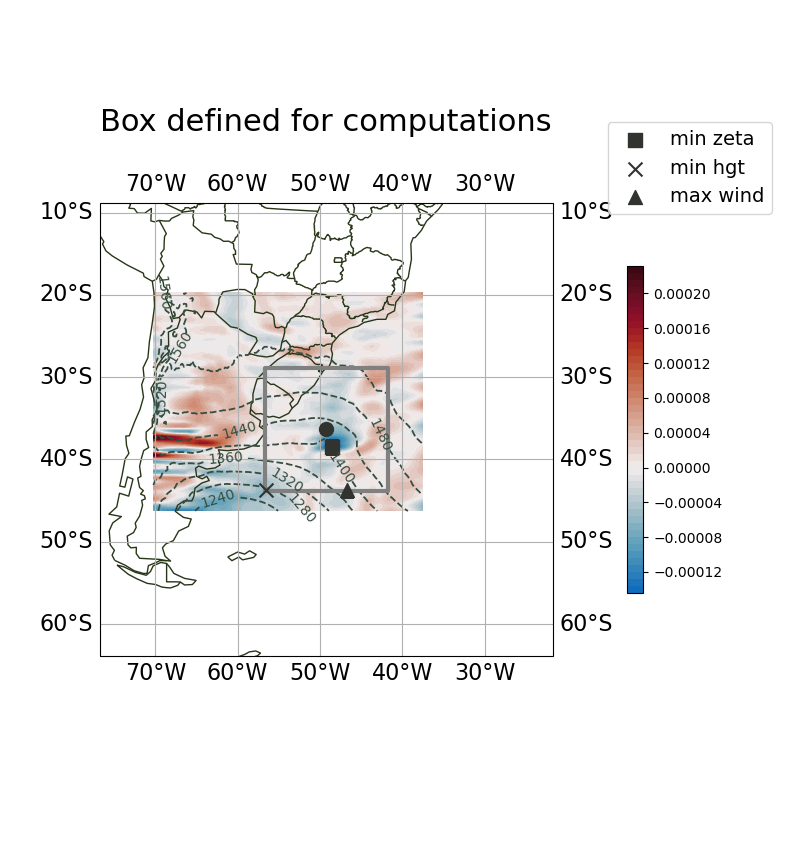 Box defined for computations
min zeta
min hgt
max wind
70°W 60°W 50°W 40°W 30°W
10°S 10°S
20°S 20°S
30°S 30°S
40°S 40°S
50°S 50°S
60°S 60°S
70°W 60°W 50°W 40°W 30°W
1560
1520
1440
1480
1360
1400
1320
1240
1280
0.00020
0.00016
0.00012
0.00008
0.00004
0.00000
−0.00004
−0.00008
−0.00012